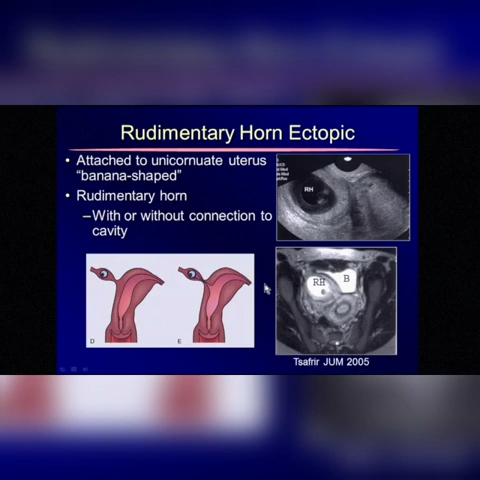 Rudimentary Horn Ectopic
• Attached to unicornuate uterus
"banana-shaped"
• Rudimentary horn
–With or without connection to
cavity
RH
RH
B
D
E
Tsafrir JUM 2005